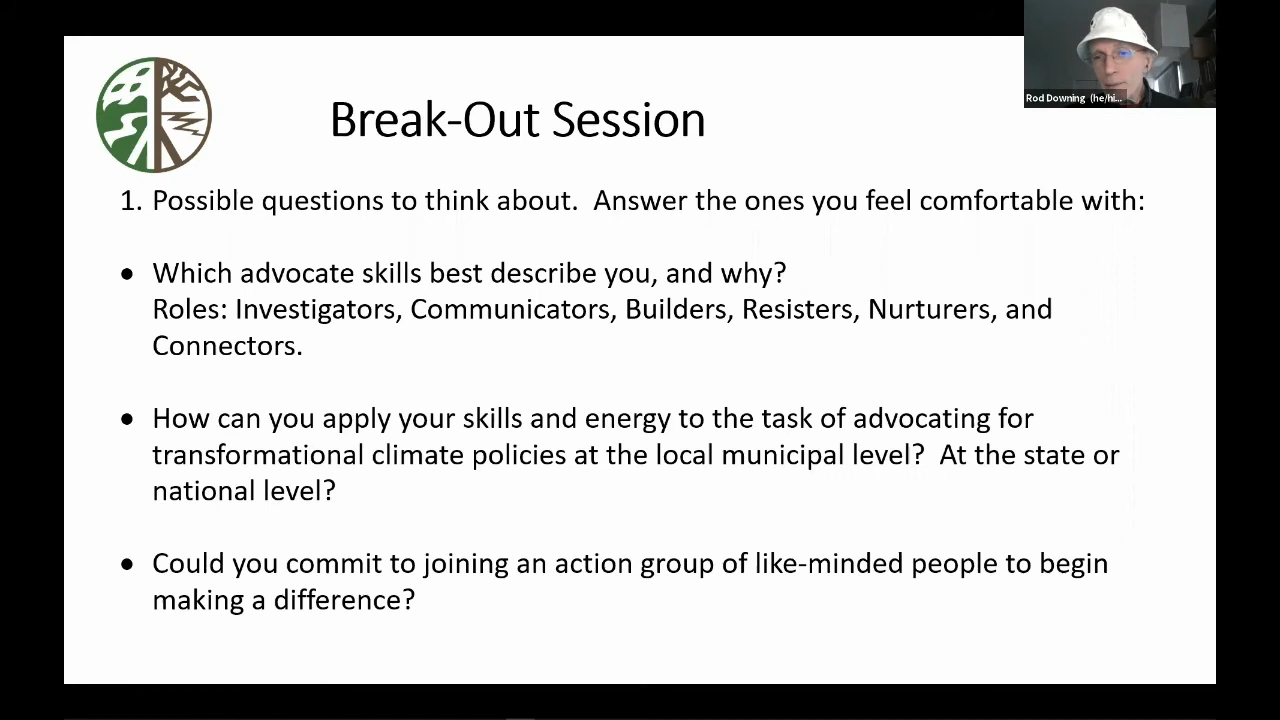 Rod Downing (he/hi...
Break-Out Session
1. Possible questions to think about. Answer the ones you feel comfortable with:
• Which advocate skills best describe you, and why?
Roles: Investigators, Communicators, Builders, Resisters, Nurturers, and
Connectors.
• How can you apply your skills and energy to the task of advocating for
transformational climate policies at the local municipal level? At the state or
national level?
• Could you commit to joining an action group of like-minded people to begin
making a difference?